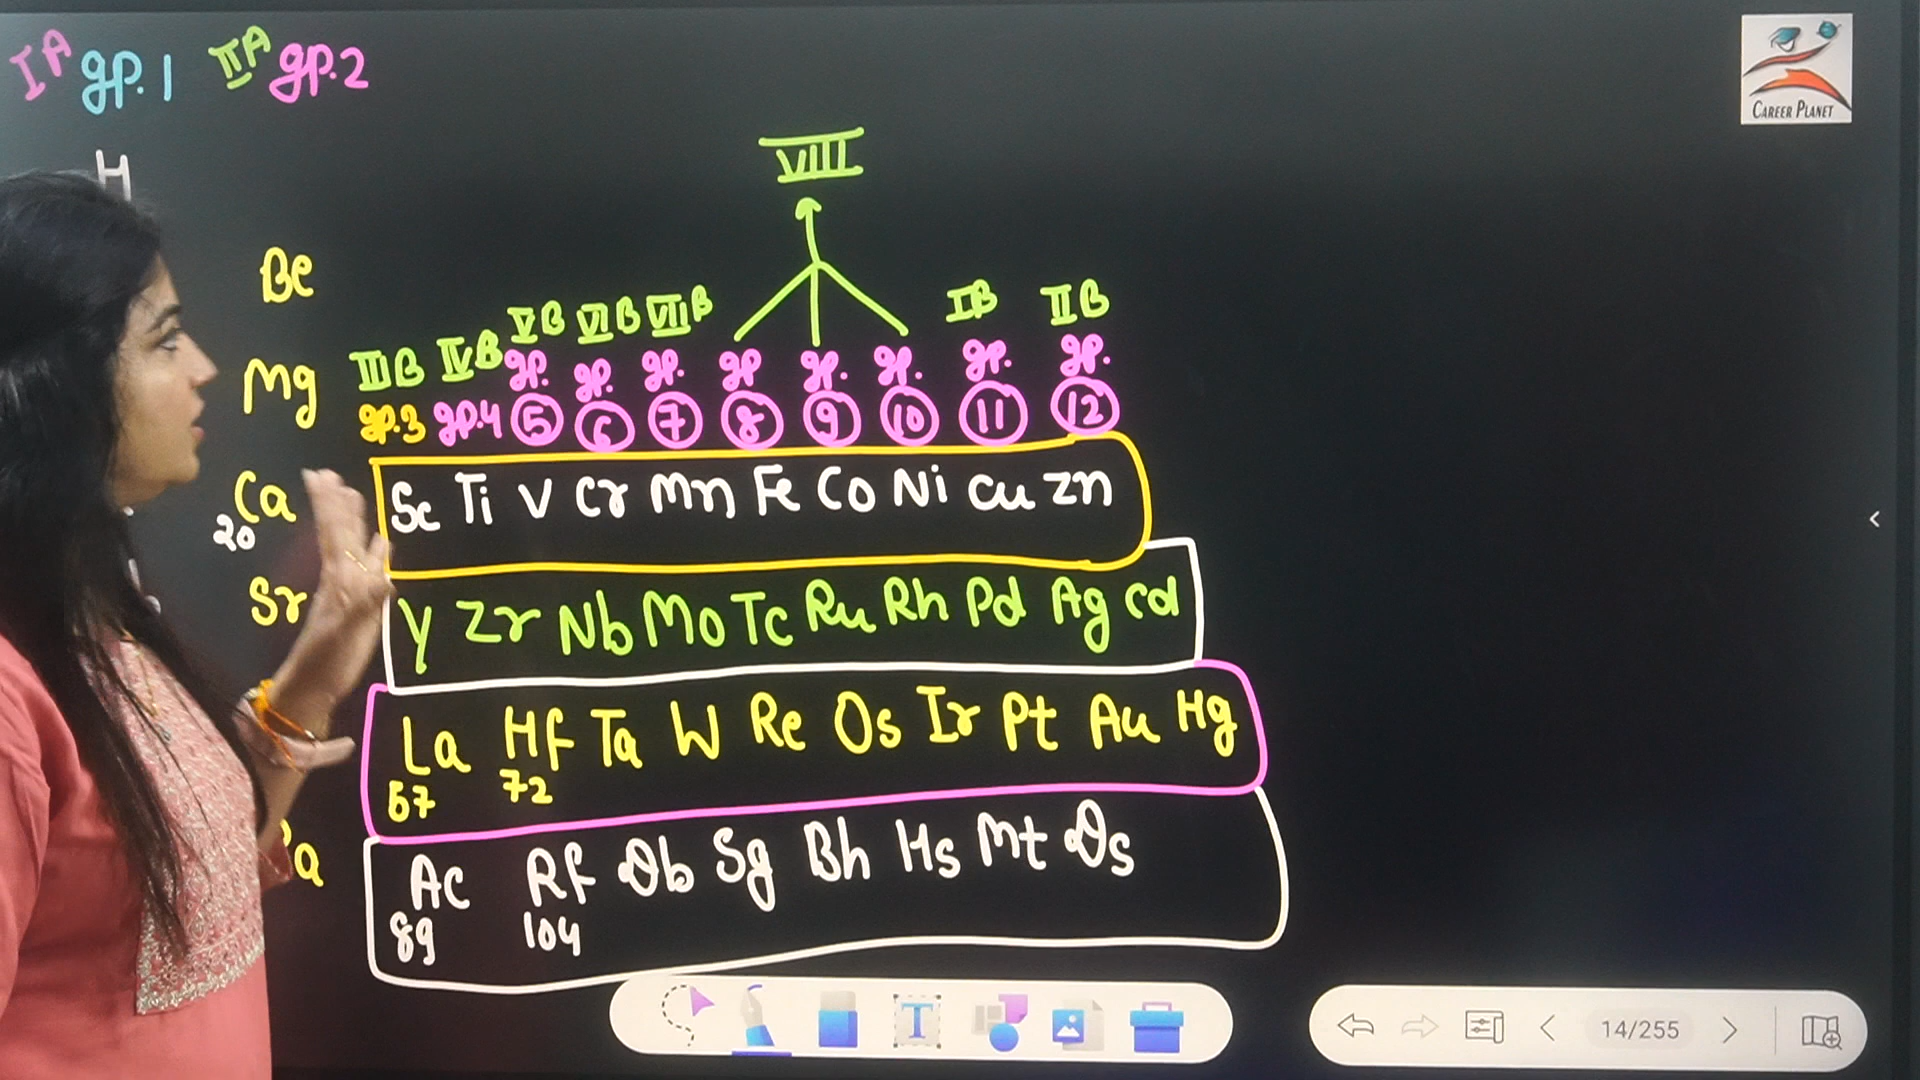 IA gp.1 IIA gp.2
H
CAREER PLANET
VIII
Be
IIIB IVB VB VIB VIIB IB IIB
Mg gp.3 gp.4 gp. 5 gp. 6 gp. 7 gp 8 gp. 9 gp. 10 gp. 11 gp. 12
Ca 20 Sc Ti V Cr Mn Fe Co Ni Cu Zn
Sr Y Zr Nb Mo Tc Ru Rh Pd Ag Cd
La Hf Ta W Re Os Ir Pt Au Hg
57 72
a Ac Rf Db Sg Bh Hs Mt Ds
89 104
T
14/255